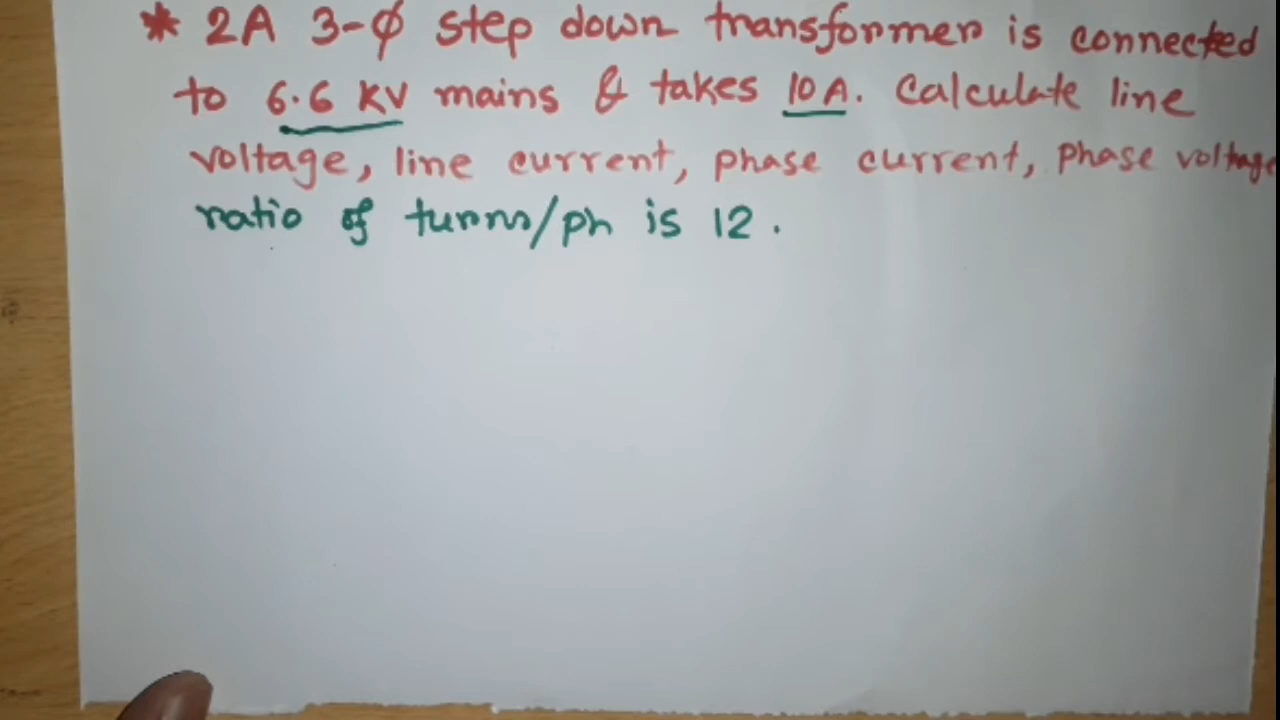 * 2A 3-ϕ step down transformer is connected
to 6.6 KV mains & takes 10A. Calculate line
voltage, line current, phase current, phase voltage
ratio of turns/ph is 12.